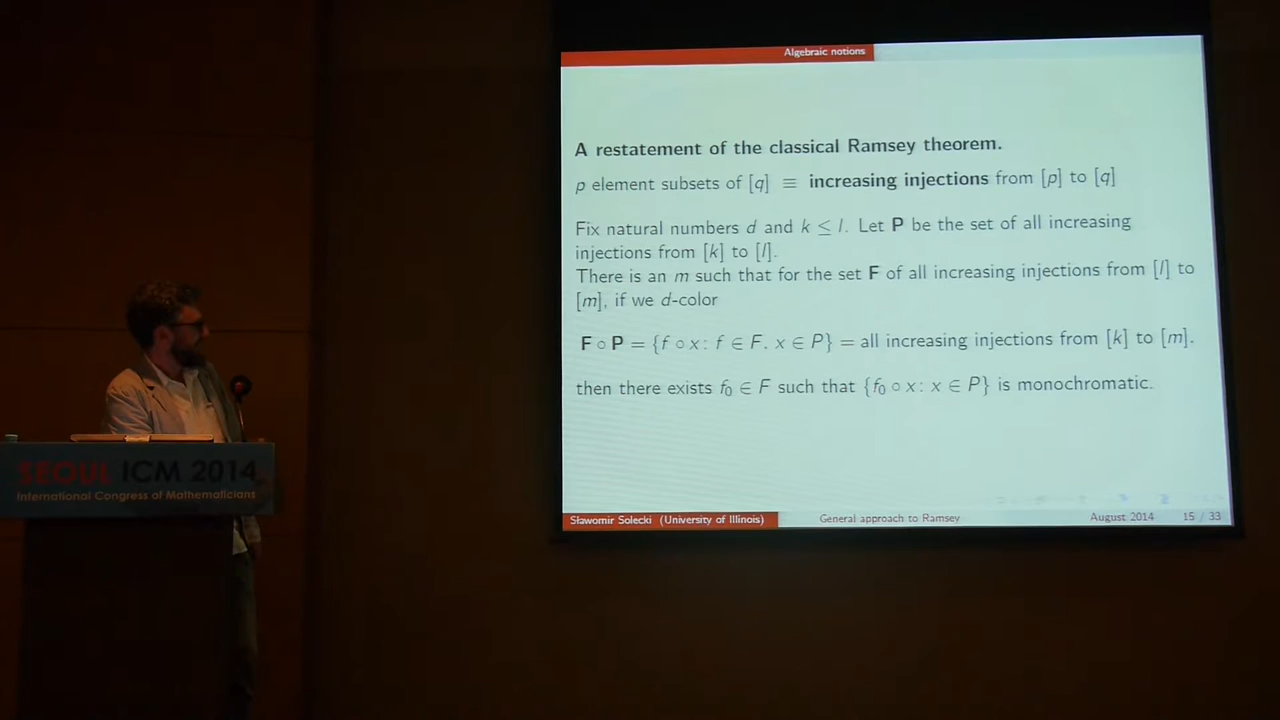 Algebraic notions
A restatement of the classical Ramsey theorem.
p element subsets of [q] ≡ increasing injections from [p] to [q]
Fix natural numbers d and k ≤ l. Let P be the set of all increasing
injections from [k] to [l].
There is an m such that for the set F of all increasing injections from [l] to
[m], if we d-color
F ∘ P = {f ∘ x: f ∈ F, x ∈ P} = all increasing injections from [k] to [m].
then there exists f₀ ∈ F such that {f₀ ∘ x: x ∈ P} is monochromatic.
Sławomir Solecki (University of Illinois) General approach to Ramsey August 2014 15 / 33
SEOUL ICM 2014
International Congress of Mathematicians